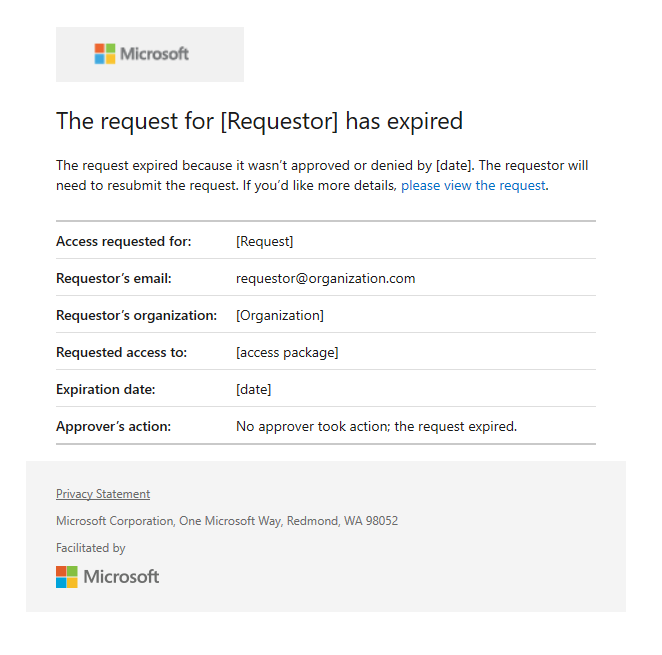 Microsoft
The request for [Requestor] has expired
The request expired because it wasn’t approved or denied by [date]. The requestor will
need to resubmit the request. If you’d like more details, please view the request.
Access requested for: [Request]
Requestor’s email: requestor@organization.com
Requestor’s organization: [Organization]
Requested access to: [access package]
Expiration date: [date]
Approver’s action: No approver took action; the request expired.
Privacy Statement
Microsoft Corporation, One Microsoft Way, Redmond, WA 98052
Facilitated by
Microsoft